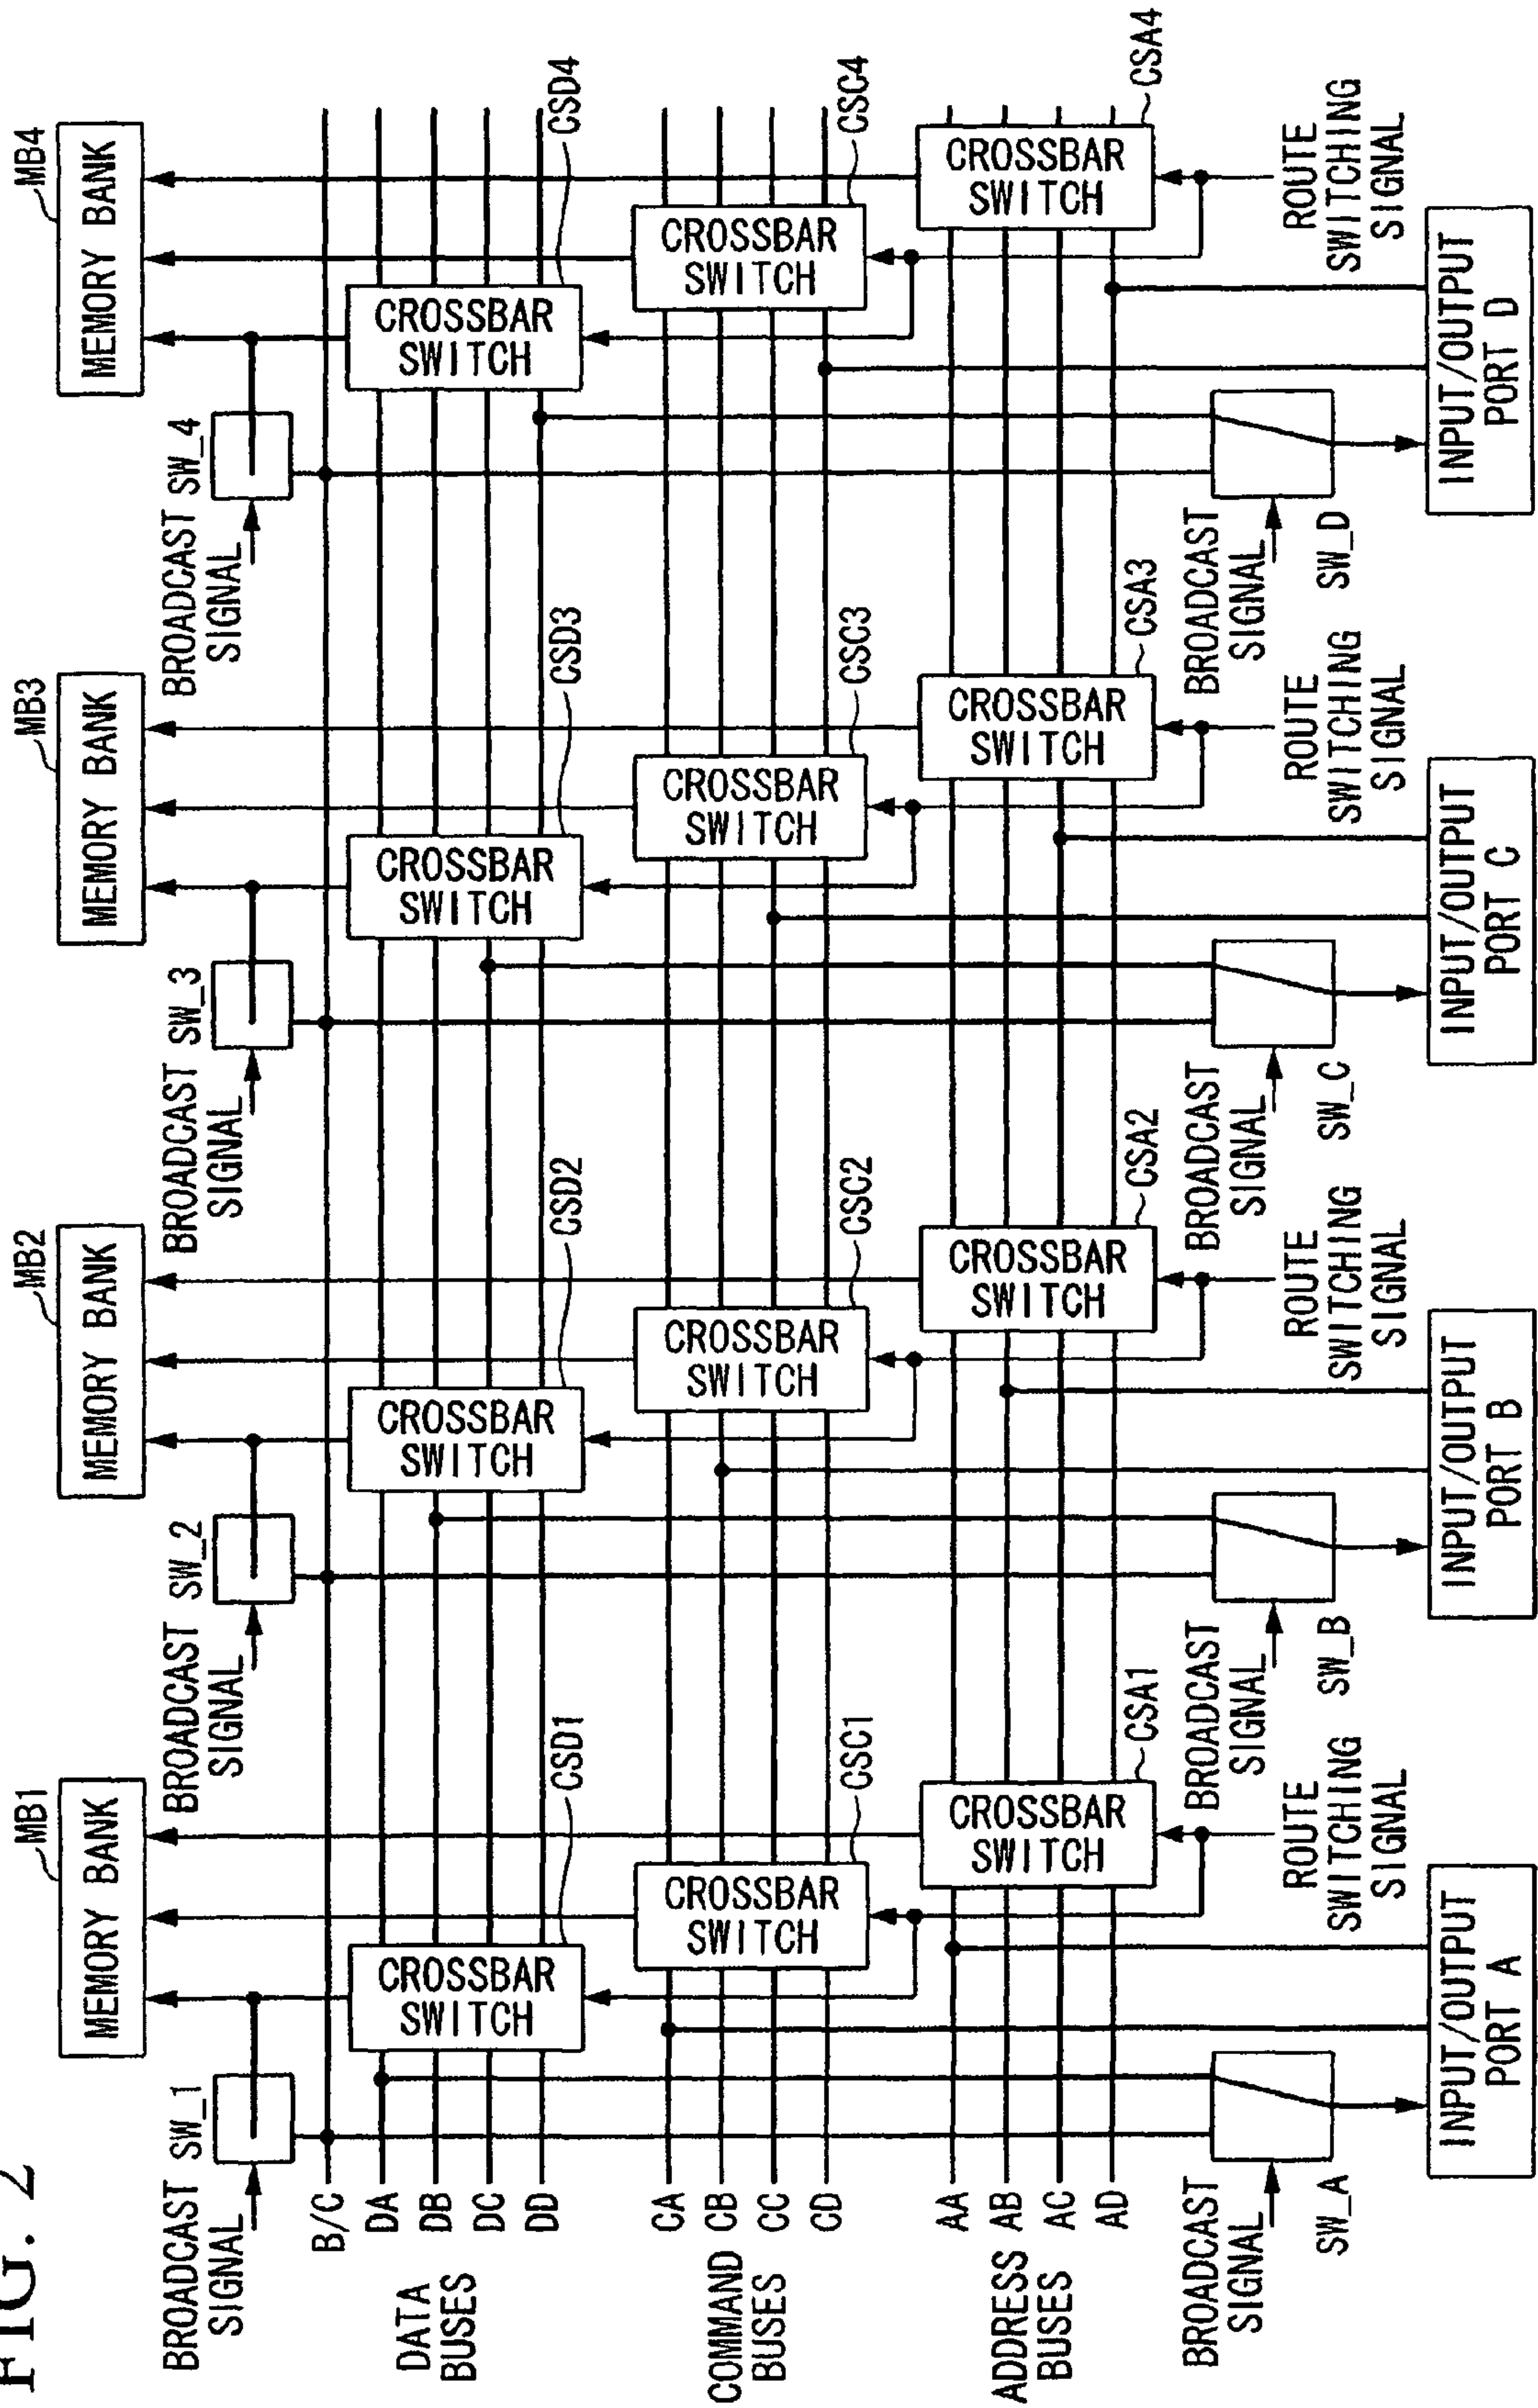 FIG. 2
MB1
MEMORY BANK
MB2
MEMORY BANK
MB3
MEMORY BANK
MB4
MEMORY BANK
BROADCAST
SIGNAL
SW_1
BROADCAST
SIGNAL
SW_2
BROADCAST
SIGNAL
SW_3
BROADCAST
SIGNAL
SW_4
B/C
DATA
BUSES
DA
DB
DC
DD
CROSSBAR
SWITCH
CSD1
CROSSBAR
SWITCH
CSD2
CROSSBAR
SWITCH
CSD3
CROSSBAR
SWITCH
CSD4
COMMAND
BUSES
CA
CB
CC
CD
CROSSBAR
SWITCH
CSC1
CROSSBAR
SWITCH
CSC2
CROSSBAR
SWITCH
CSC3
CROSSBAR
SWITCH
CSC4
ADDRESS
BUSES
AA
AB
AC
AD
CROSSBAR
SWITCH
CSA1
CROSSBAR
SWITCH
CSA2
CROSSBAR
SWITCH
CSA3
CROSSBAR
SWITCH
CSA4
BROADCAST
SIGNAL
SW_A
ROUTE
SWITCHING
SIGNAL
BROADCAST
SIGNAL
SW_B
ROUTE
SWITCHING
SIGNAL
BROADCAST
SIGNAL
SW_C
ROUTE
SWITCHING
SIGNAL
BROADCAST
SIGNAL
SW_D
ROUTE
SWITCHING
SIGNAL
INPUT/OUTPUT
PORT A
INPUT/OUTPUT
PORT B
INPUT/OUTPUT
PORT C
INPUT/OUTPUT
PORT D